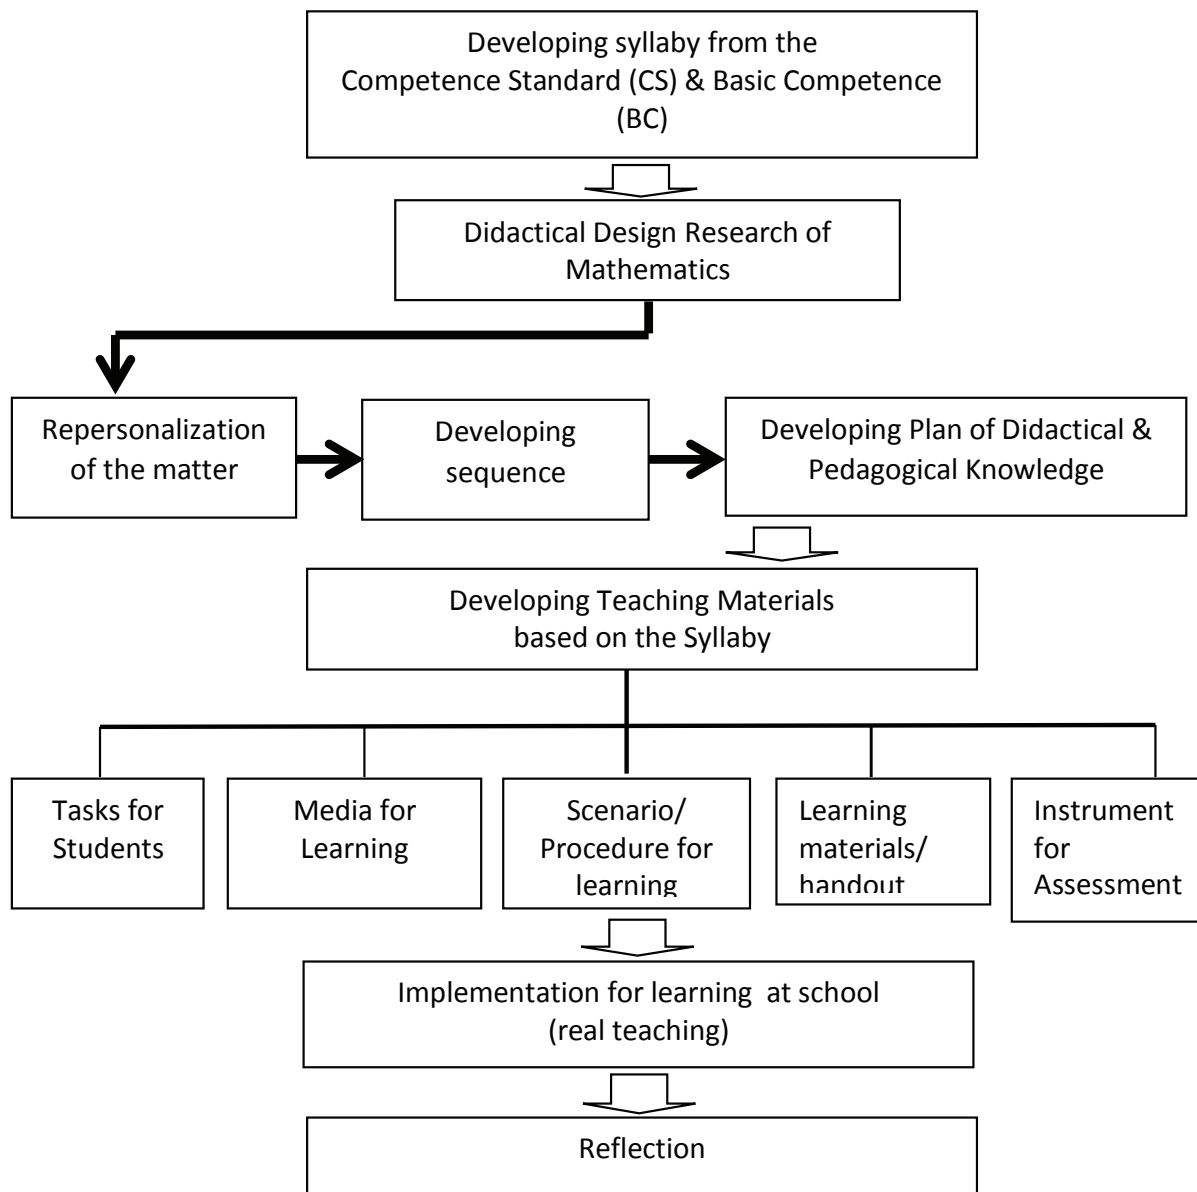 Developing syllaby from the
Competence Standard (CS) & Basic Competence
(BC)
Didactical Design Research of
Mathematics
Repersonalization
of the matter
Developing
sequence
Developing Plan of Didactical &
Pedagogical Knowledge
Developing Teaching Materials
based on the Syllaby
Tasks for
Students
Media for
Learning
Scenario/
Procedure for
learning
Learning
materials/
handout
Instrument
for
Assessment
Implementation for learning at school
(real teaching)
Reflection